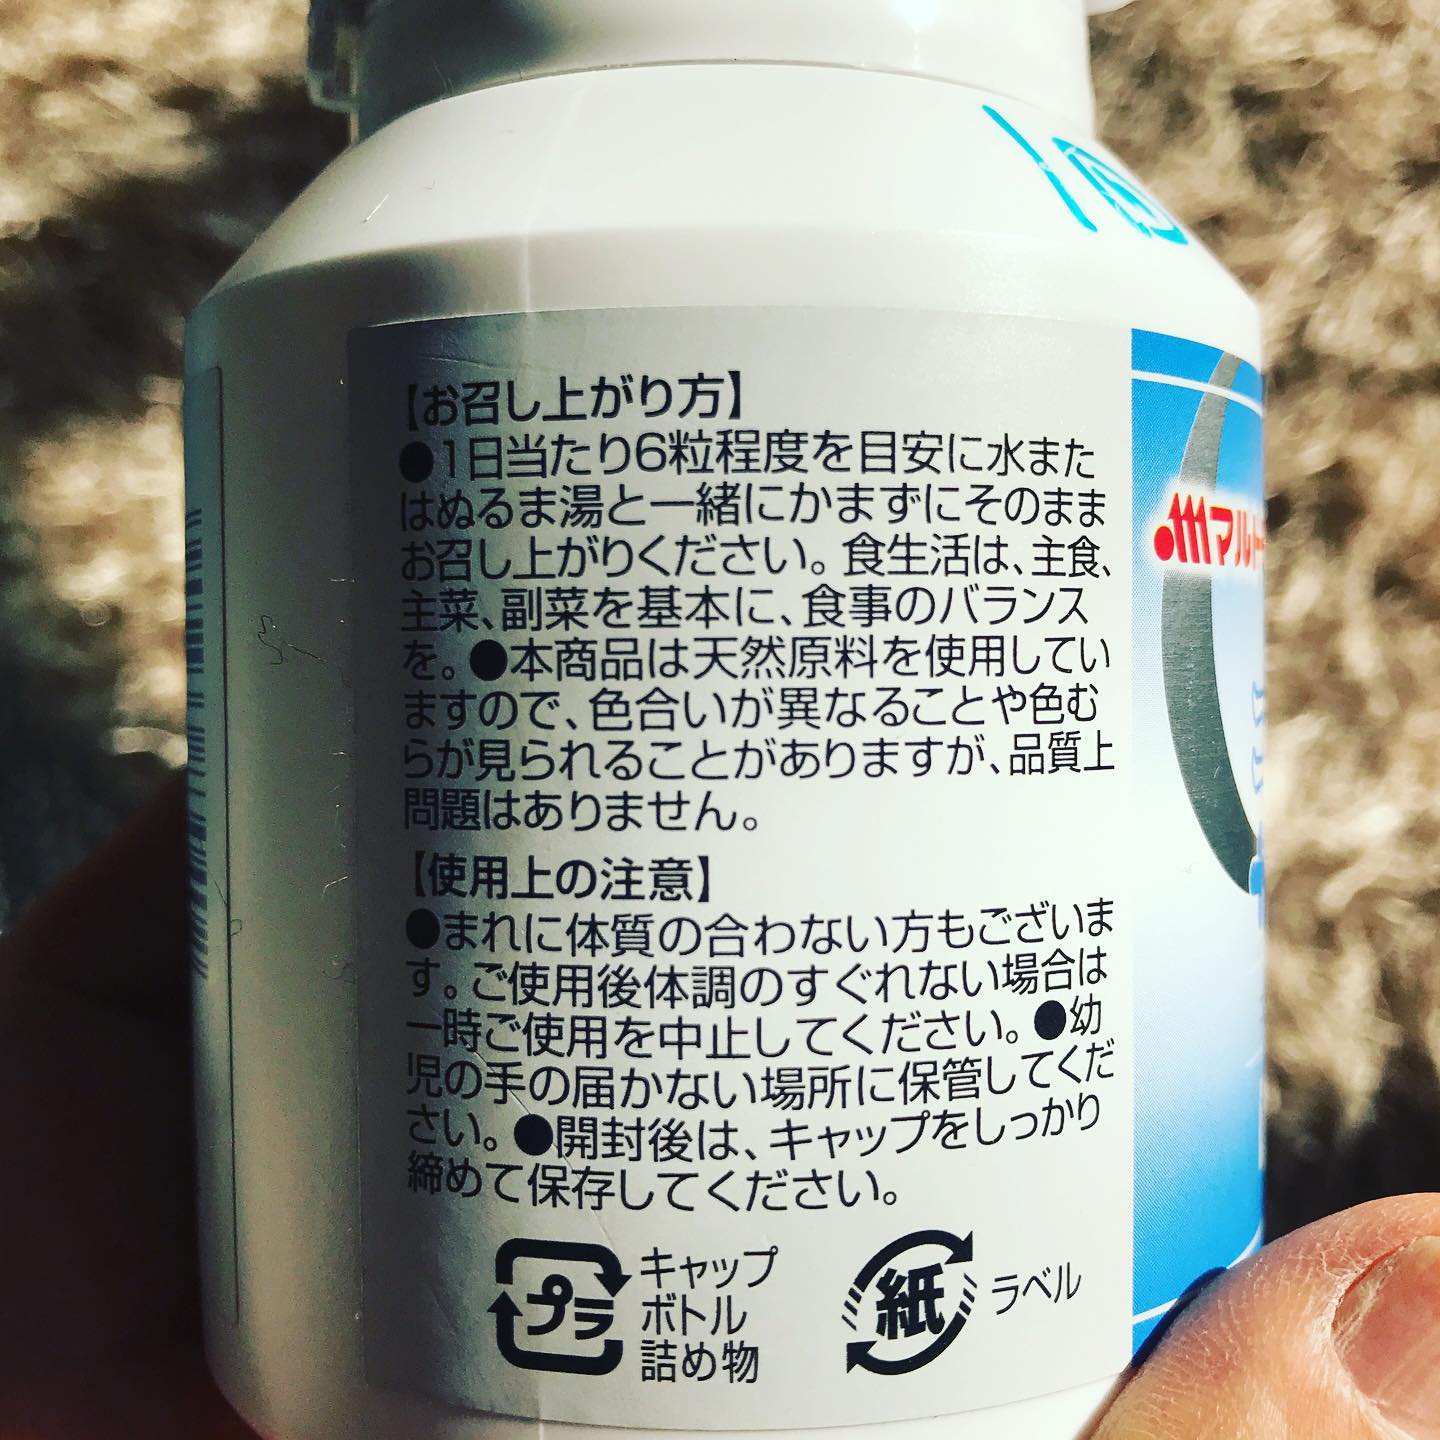 【お召し上がり方】
●1日当たり6粒程度を目安に水また
はぬるま湯と一緒にかまずにそのまま
お召し上がりください。食生活は、主食、
主菜、副菜を基本に、食事のバランス
を。●本商品は天然原料を使用してい
ますので、色合いが異なることや色む
らが見られることがありますが、品質上
問題はありません。
【使用上の注意】
●まれに体質の合わない方もございま
す。ご使用後体調のすぐれない場合は
一時ご使用を中止してください。●幼
児の手の届かない場所に保管してくだ
さい。●開封後は、キャップをしっかり
締めて保存してください。
プラ
キャップ
ボトル
詰め物
紙
ラベル
マルト